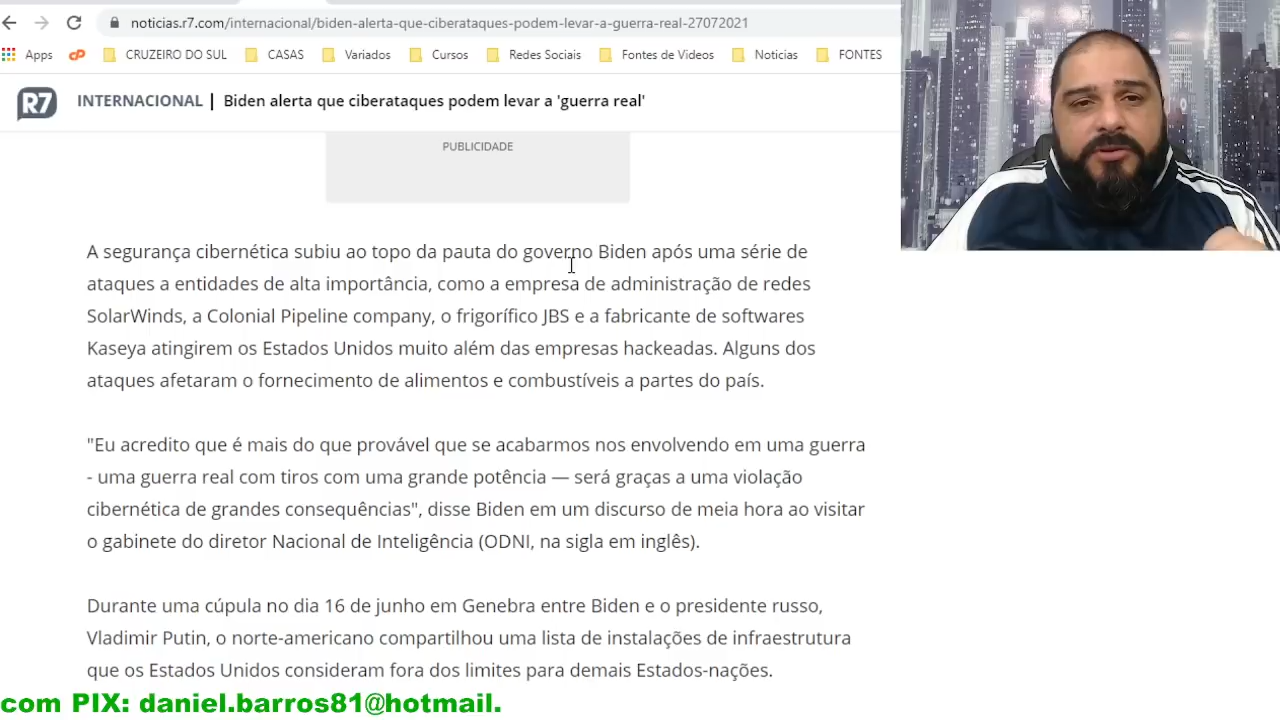 noticias.r7.com/internacional/biden-alerta-que-ciberataques-podem-levar-a-guerra-real-27072021
Apps CRUZEIRO DO SUL CASAS Variados Cursos Redes Sociais Fontes de Videos Noticias FONTES
R7 INTERNACIONAL | Biden alerta que ciberataques podem levar a 'guerra real'
PUBLICIDADE
A segurança cibernética subiu ao topo da pauta do governo Biden após uma série de
ataques a entidades de alta importância, como a empresa de administração de redes
SolarWinds, a Colonial Pipeline company, o frigorífico JBS e a fabricante de softwares
Kaseya atingirem os Estados Unidos muito além das empresas hackeadas. Alguns dos
ataques afetaram o fornecimento de alimentos e combustíveis a partes do país.
"Eu acredito que é mais do que provável que se acabarmos nos envolvendo em uma guerra
- uma guerra real com tiros com uma grande potência — será graças a uma violação
cibernética de grandes consequências", disse Biden em um discurso de meia hora ao visitar
o gabinete do diretor Nacional de Inteligência (ODNI, na sigla em inglês).
Durante uma cúpula no dia 16 de junho em Genebra entre Biden e o presidente russo,
Vladimir Putin, o norte-americano compartilhou uma lista de instalações de infraestrutura
que os Estados Unidos consideram fora dos limites para demais Estados-nações.
com PIX: daniel.barros81@hotmail.